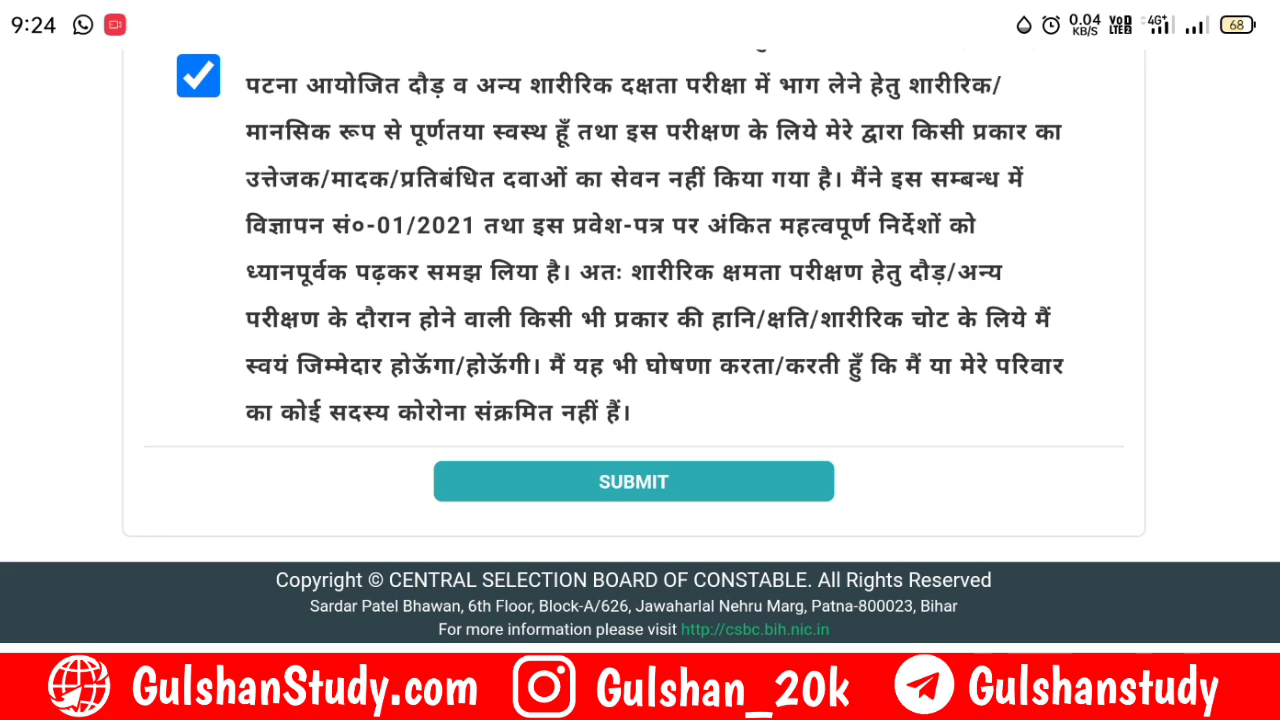 9:24
0.04 KB/S
VoD LTE2
4G+
68
पटना आयोजित दौड़ व अन्य शारीरिक दक्षता परीक्षा में भाग लेने हेतु शारीरिक/
मानसिक रूप से पूर्णतया स्वस्थ हूँ तथा इस परीक्षण के लिये मेरे द्वारा किसी प्रकार का
उत्तेजक/मादक/प्रतिबंधित दवाओं का सेवन नहीं किया गया है। मैंने इस सम्बन्ध में
विज्ञापन सं०-01/2021 तथा इस प्रवेश-पत्र पर अंकित महत्वपूर्ण निर्देशों को
ध्यानपूर्वक पढ़कर समझ लिया है। अतः शारीरिक क्षमता परीक्षण हेतु दौड़/अन्य
परीक्षण के दौरान होने वाली किसी भी प्रकार की हानि/क्षति/शारीरिक चोट के लिये मैं
स्वयं जिम्मेदार होऊॅगा/होऊॅगी। मैं यह भी घोषणा करता/करती हुँ कि मैं या मेरे परिवार
का कोई सदस्य कोरोना संक्रमित नहीं हैं।
SUBMIT
Copyright © CENTRAL SELECTION BOARD OF CONSTABLE. All Rights Reserved
Sardar Patel Bhawan, 6th Floor, Block-A/626, Jawaharlal Nehru Marg, Patna-800023, Bihar
For more information please visit http://csbc.bih.nic.in
GulshanStudy.com Gulshan_20k Gulshanstudy